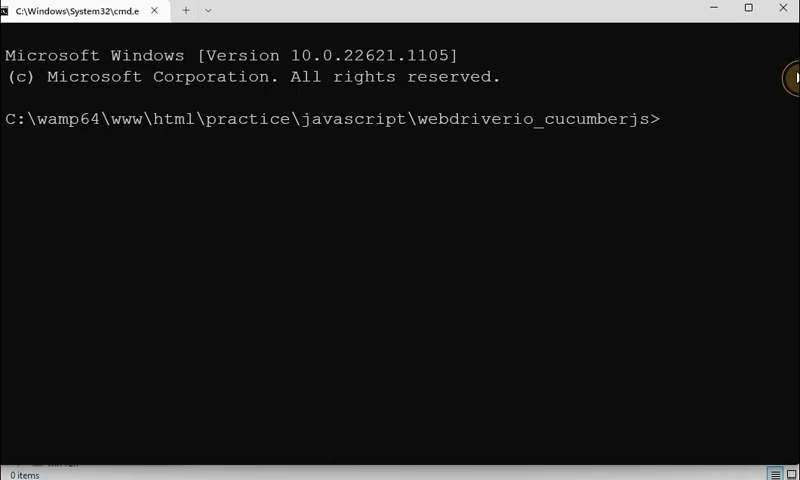 C:\Windows\System32\cmd.e
Microsoft Windows [Version 10.0.22621.1105]
(c) Microsoft Corporation. All rights reserved.
C:\wamp64\www\html\practice\javascript\webdriverio_cucumberjs>
0 items